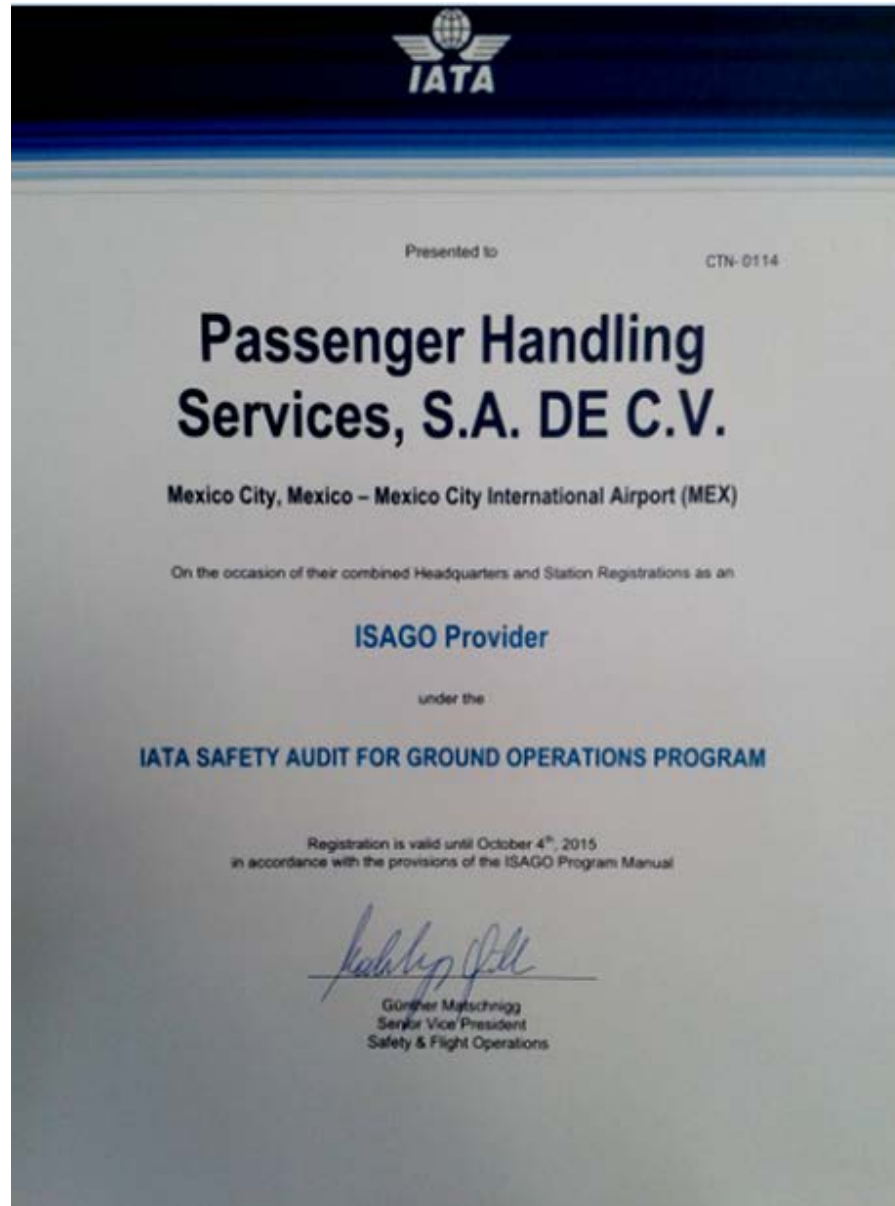 IATA
Presented to
CTN- 0114
Passenger Handling
Services, S.A. DE C.V.
Mexico City, Mexico – Mexico City International Airport (MEX)
On the occasion of their combined Headquarters and Station Registrations as an
ISAGO Provider
under the
IATA SAFETY AUDIT FOR GROUND OPERATIONS PROGRAM
Registration is valid until October 4th, 2015
in accordance with the provisions of the ISAGO Program Manual
Günther Matschnigg
Senior Vice President
Safety & Flight Operations